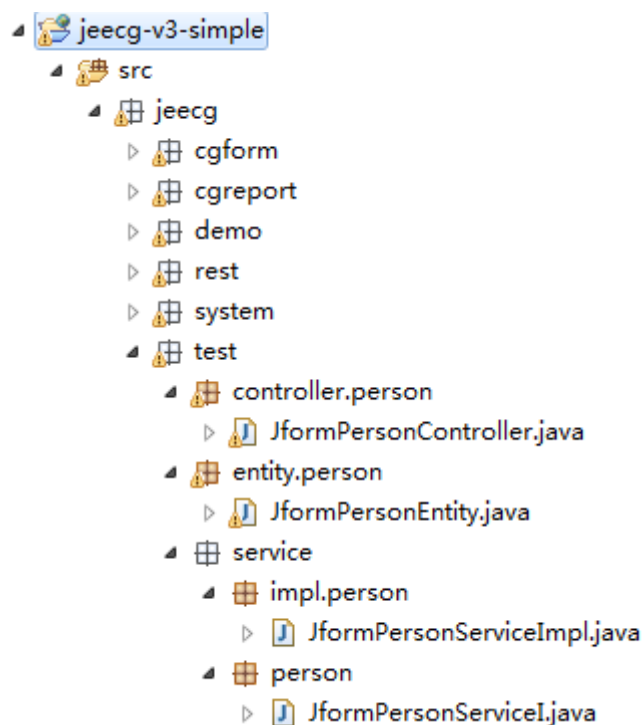 jeecg-v3-simple
src
jeecg
cgform
cgreport
demo
rest
system
test
controller.person
JformPersonController.java
entity.person
JformPersonEntity.java
service
impl.person
JformPersonServiceImpl.java
person
JformPersonServiceI.java